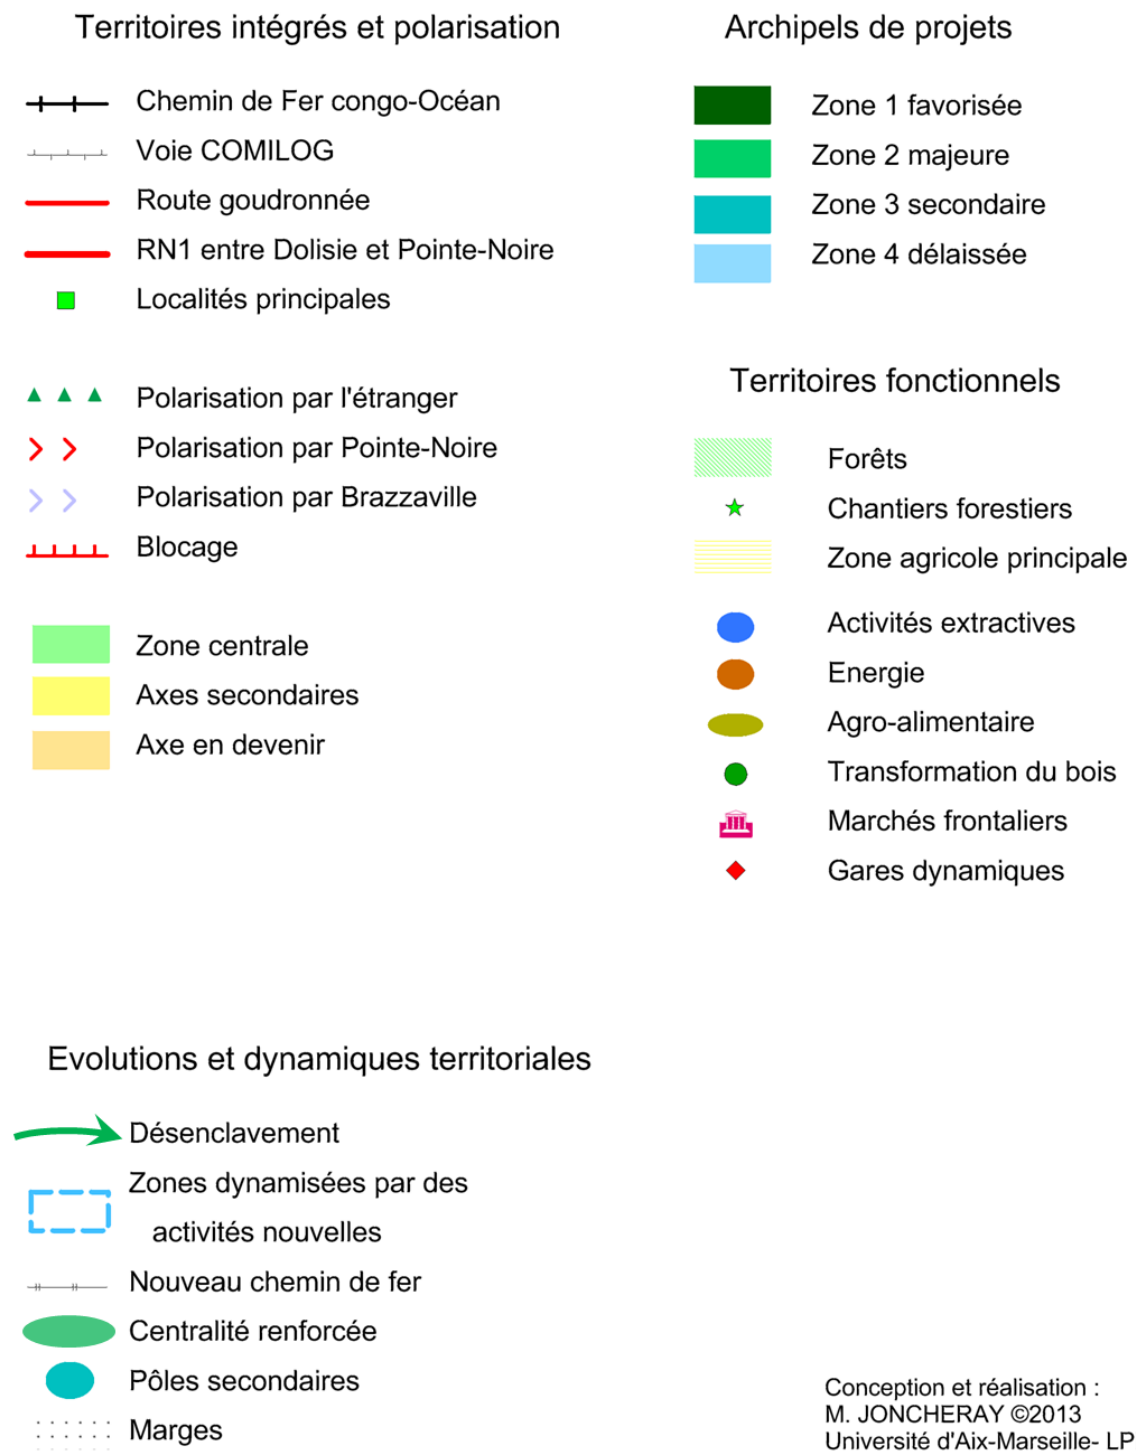 Territoires intégrés et polarisation
Chemin de Fer congo-Océan
Voie COMILOG
Route goudronnée
RN1 entre Dolisie et Pointe-Noire
Localités principales
Polarisation par l'étranger
Polarisation par Pointe-Noire
Polarisation par Brazzaville
Blocage
Zone centrale
Axes secondaires
Axe en devenir
Archipels de projets
Zone 1 favorisée
Zone 2 majeure
Zone 3 secondaire
Zone 4 délaissée
Territoires fonctionnels
Forêts
Chantiers forestiers
Zone agricole principale
Activités extractives
Energie
Agro-alimentaire
Transformation du bois
Marchés frontaliers
Gares dynamiques
Evolutions et dynamiques territoriales
Désenclavement
Zones dynamisées par des
activités nouvelles
Nouveau chemin de fer
Centralité renforcée
Pôles secondaires
Marges
Conception et réalisation :
M. JONCHERAY ©2013
Université d'Aix-Marseille- LP